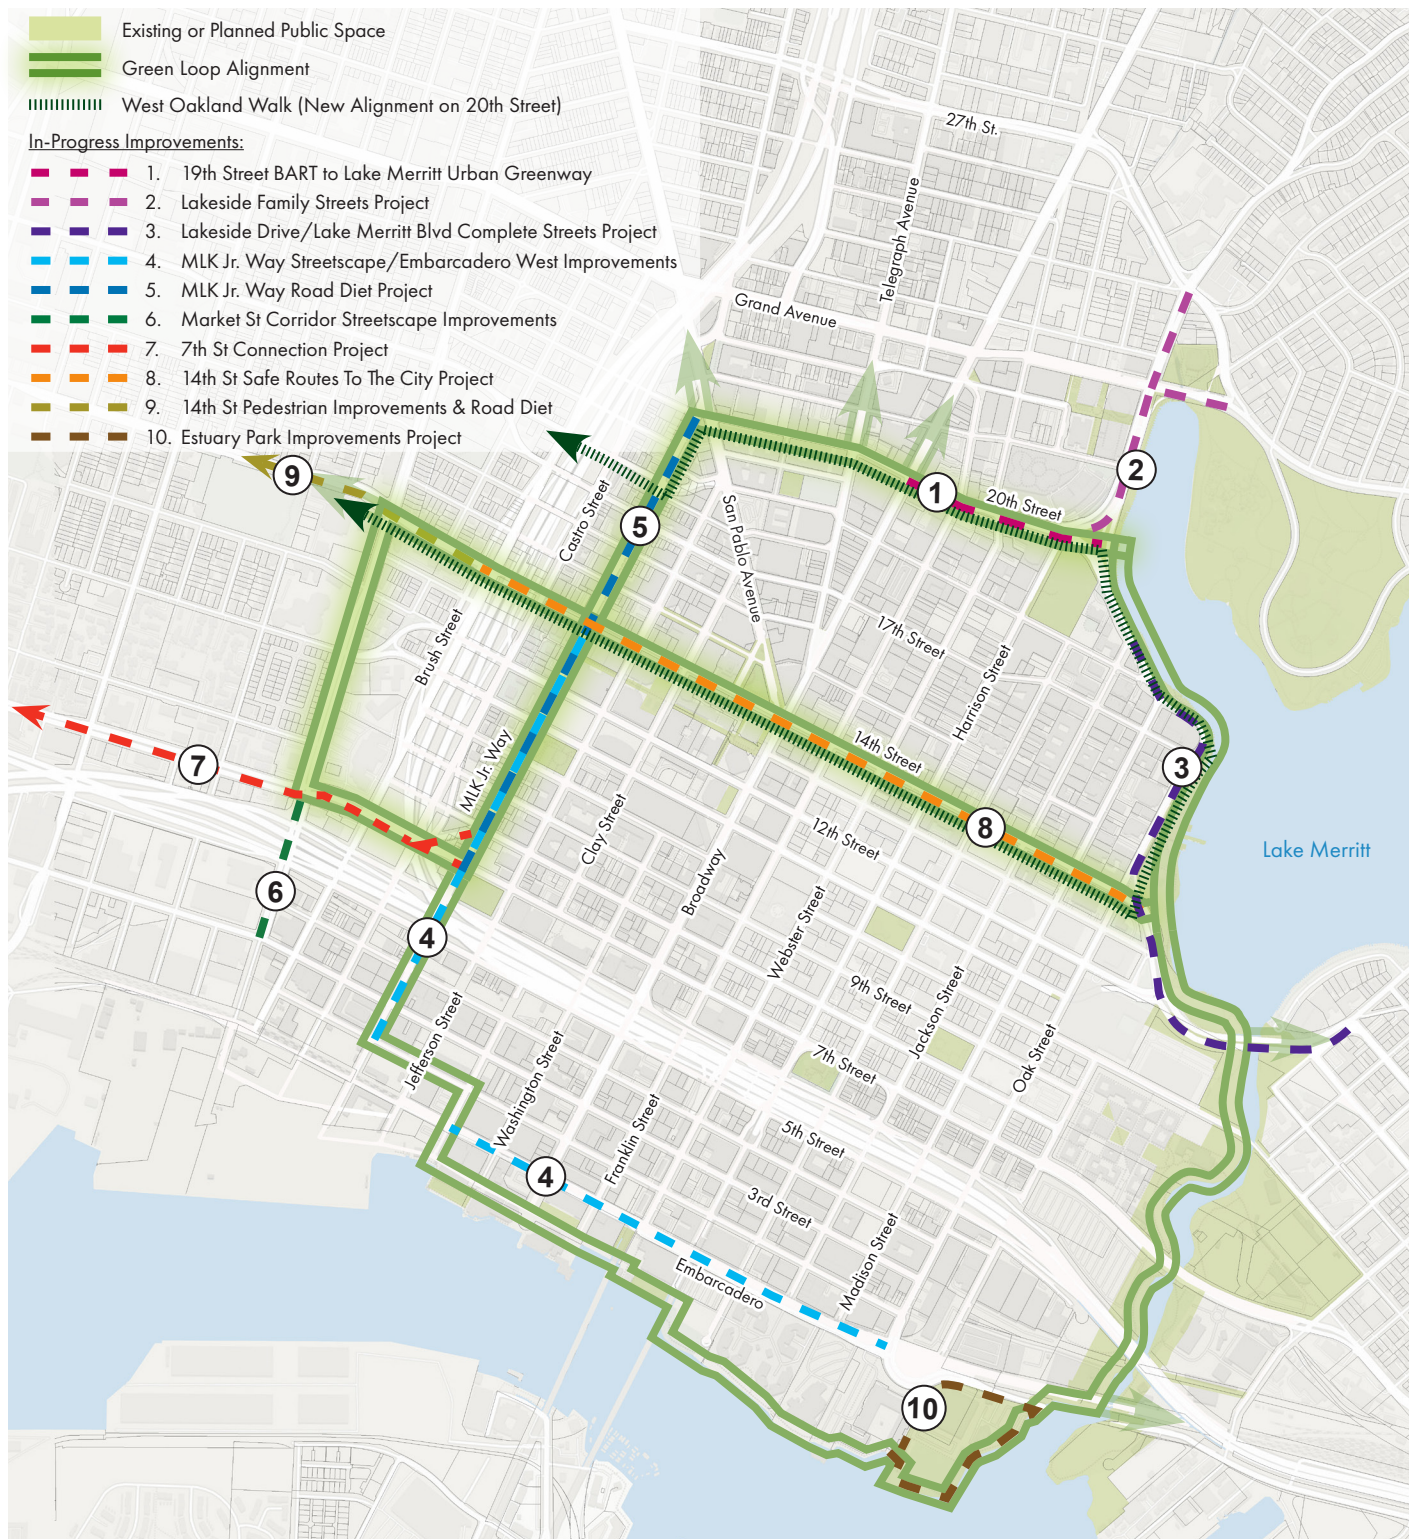 Existing or Planned Public Space
Green Loop Alignment
West Oakland Walk (New Alignment on 20th Street)
In-Progress Improvements:
1. 19th Street BART to Lake Merritt Urban Greenway
2. Lakeside Family Streets Project
3. Lakeside Drive/Lake Merritt Blvd Complete Streets Project
4. MLK Jr. Way Streetscape/Embarcadero West Improvements
5. MLK Jr. Way Road Diet Project
6. Market St Corridor Streetscape Improvements
7. 7th St Connection Project
8. 14th St Safe Routes To The City Project
9. 14th St Pedestrian Improvements & Road Diet
10. Estuary Park Improvements Project
27th St.
Telegraph Avenue
Grand Avenue
2
9
1
20th Street
5
Castro Street
San Pablo Avenue
17th Street
Brush Street
Harrison Street
7
MLK Jr. Way
14th Street
3
8
12th Street
Clay Street
Lake Merritt
6
Broadway
4
Webster Street
9th Street
Jackson Street
7th Street
Oak Street
Jefferson Street
Washington Street
Franklin Street
5th Street
4
3rd Street
Madison Street
Embarcadero
10